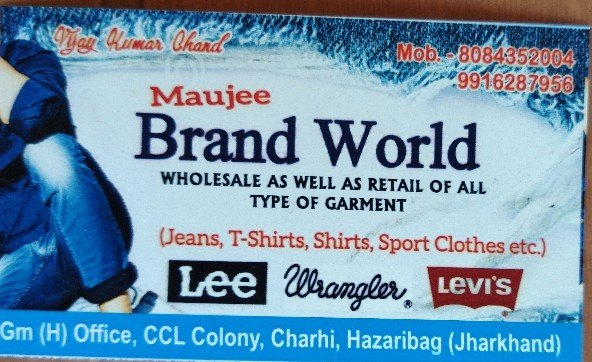 Vijay Kumar Chand
Mob. - 8084352004
9916287956
Maujee
Brand World
WHOLESALE AS WELL AS RETAIL OF ALL
TYPE OF GARMENT
(Jeans, T-Shirts, Shirts, Sport Clothes etc.)
Lee Wrangler® LEVI'S
Gm (H) Office, CCL Colony, Charhi, Hazaribag (Jharkhand)